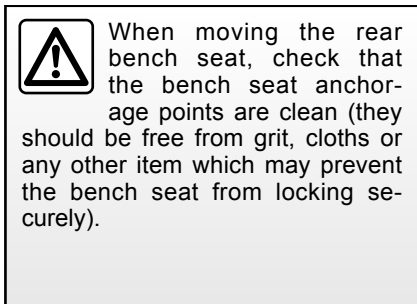 When moving the rear
bench seat, check that
the bench seat anchor-
age points are clean (they
should be free from grit, cloths or
any other item which may prevent
the bench seat from locking se-
curely).